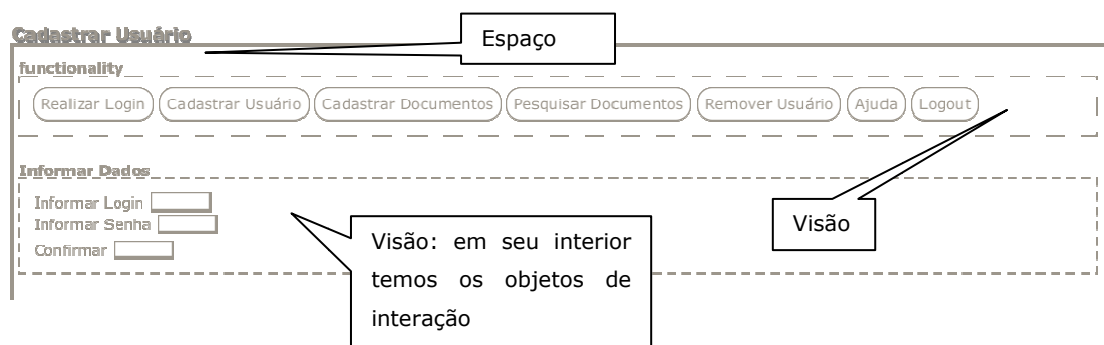 Cadastrar Usuário
Espaço
functionality
Realizar Login Cadastrar Usuário Cadastrar Documentos Pesquisar Documentos Remover Usuário Ajuda Logout
Informar Dados
Informar Login
Informar Senha
Confirmar
Visão: em seu interior
temos os objetos de
interação
Visão